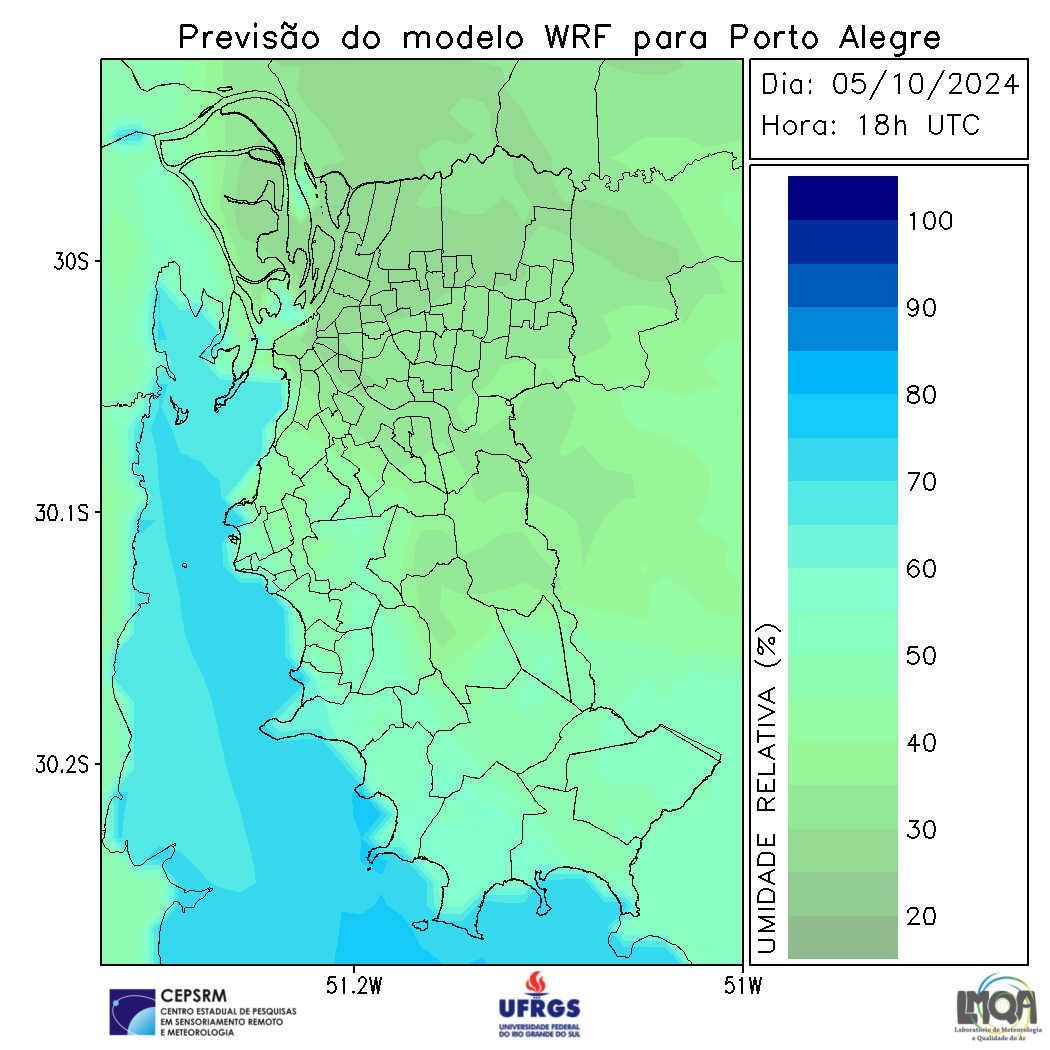 Previsão do modelo WRF para Porto Alegre
Dia: 05/10/2024
Hora: 18h UTC
100
90
80
70
60
50
40
30
20
UMIDADE RELATIVA (%)
30S
30.1S
30.2S
51.2W
51W
CEPSRM
CENTRO ESTADUAL DE PESQUISAS
EM SENSORIAMENTO REMOTO
E METEOROLOGIA
UFRGS
UNIVERSIDADE FEDERAL
DO RIO GRANDE DO SUL
LMQA
Laboratório de Meteorologia
e Qualidade do Ar